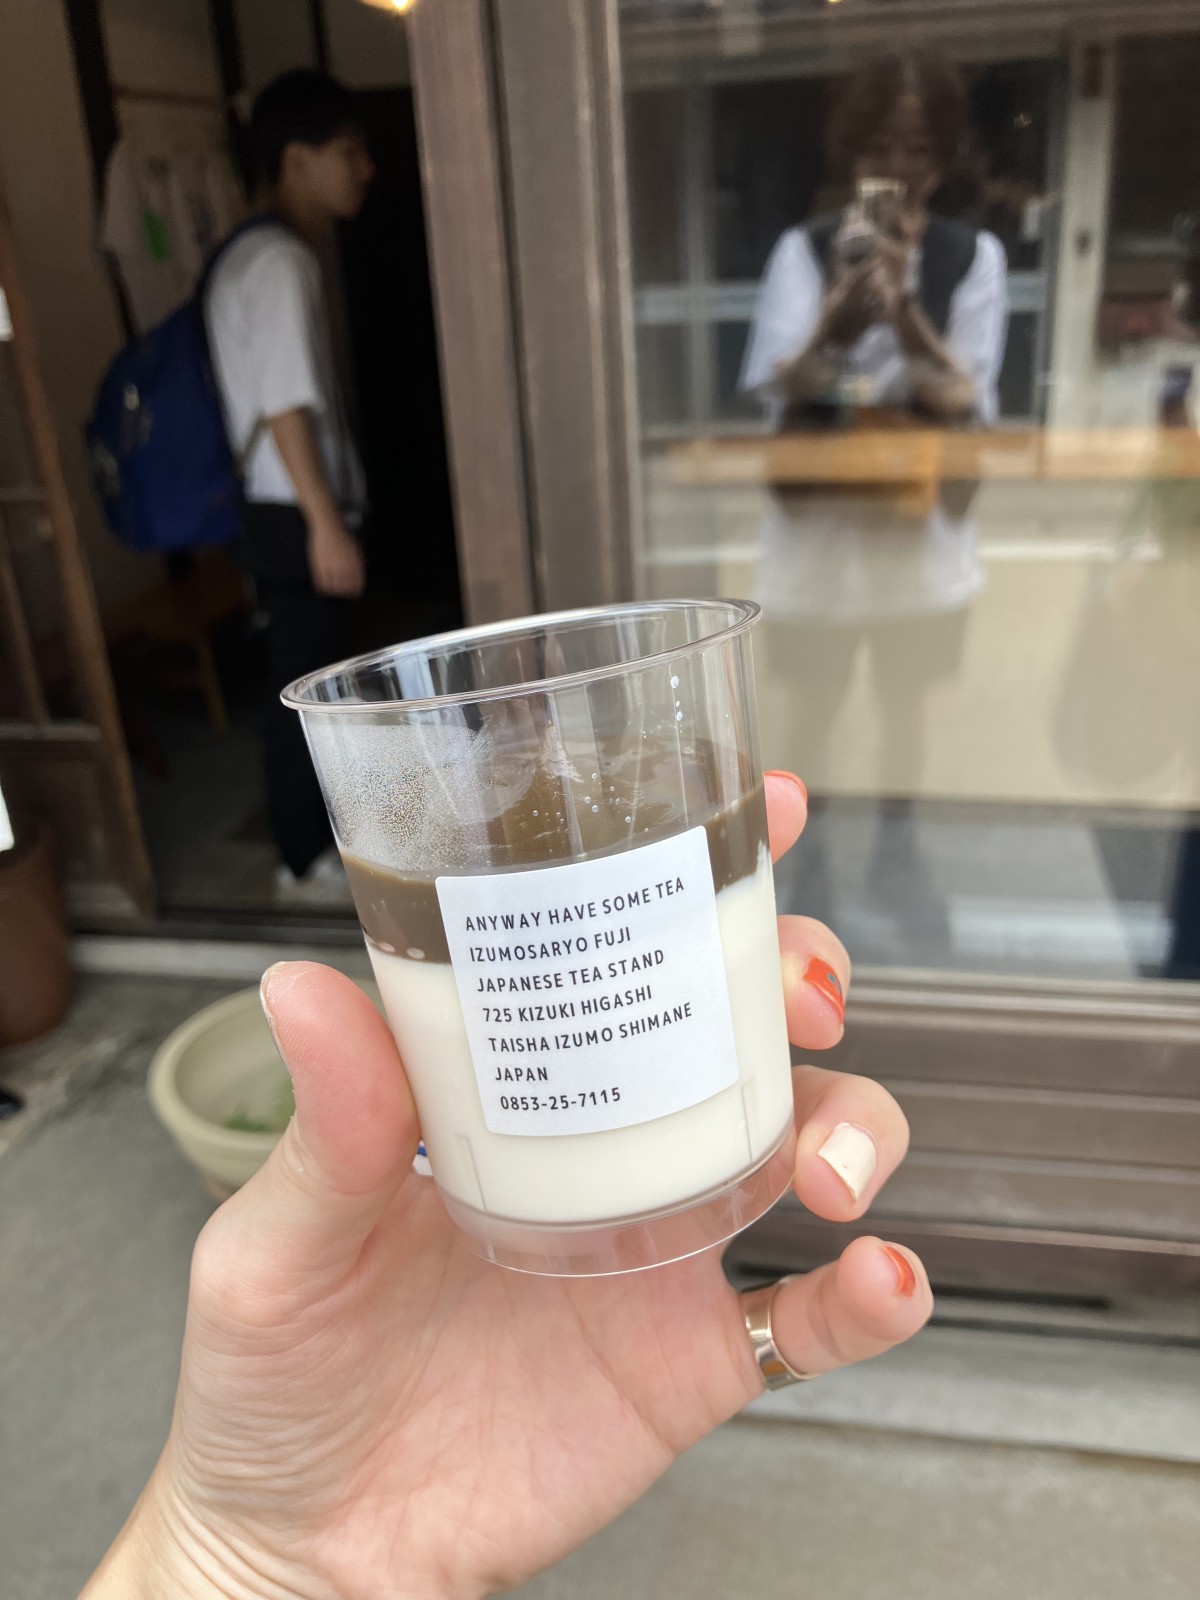 ANYWAY HAVE SOME TEA
IZUMOSARYO FUJI
JAPANESE TEA STAND
725 KIZUKI HIGASHI
TAISHA IZUMO SHIMANE
JAPAN
0853-25-7115